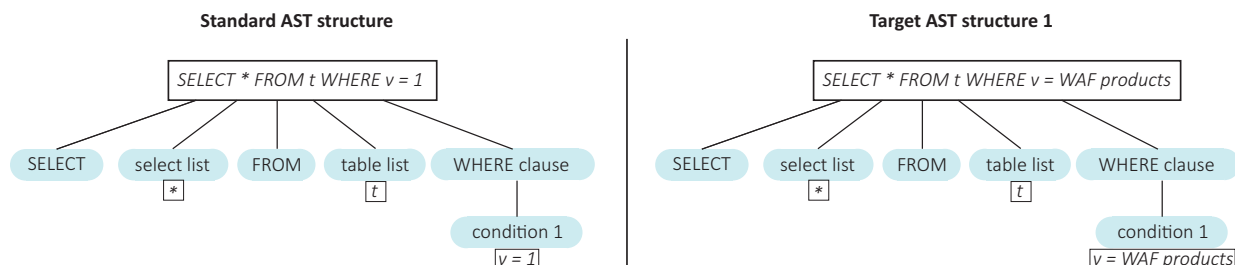 Standard AST structure
SELECT * FROM t WHERE v = 1
SELECT
select list
FROM
table list
WHERE clause
*
t
condition 1
v = 1
Target AST structure 1
SELECT * FROM t WHERE v = WAF products
SELECT
select list
FROM
table list
WHERE clause
*
t
condition 1
v = WAF products